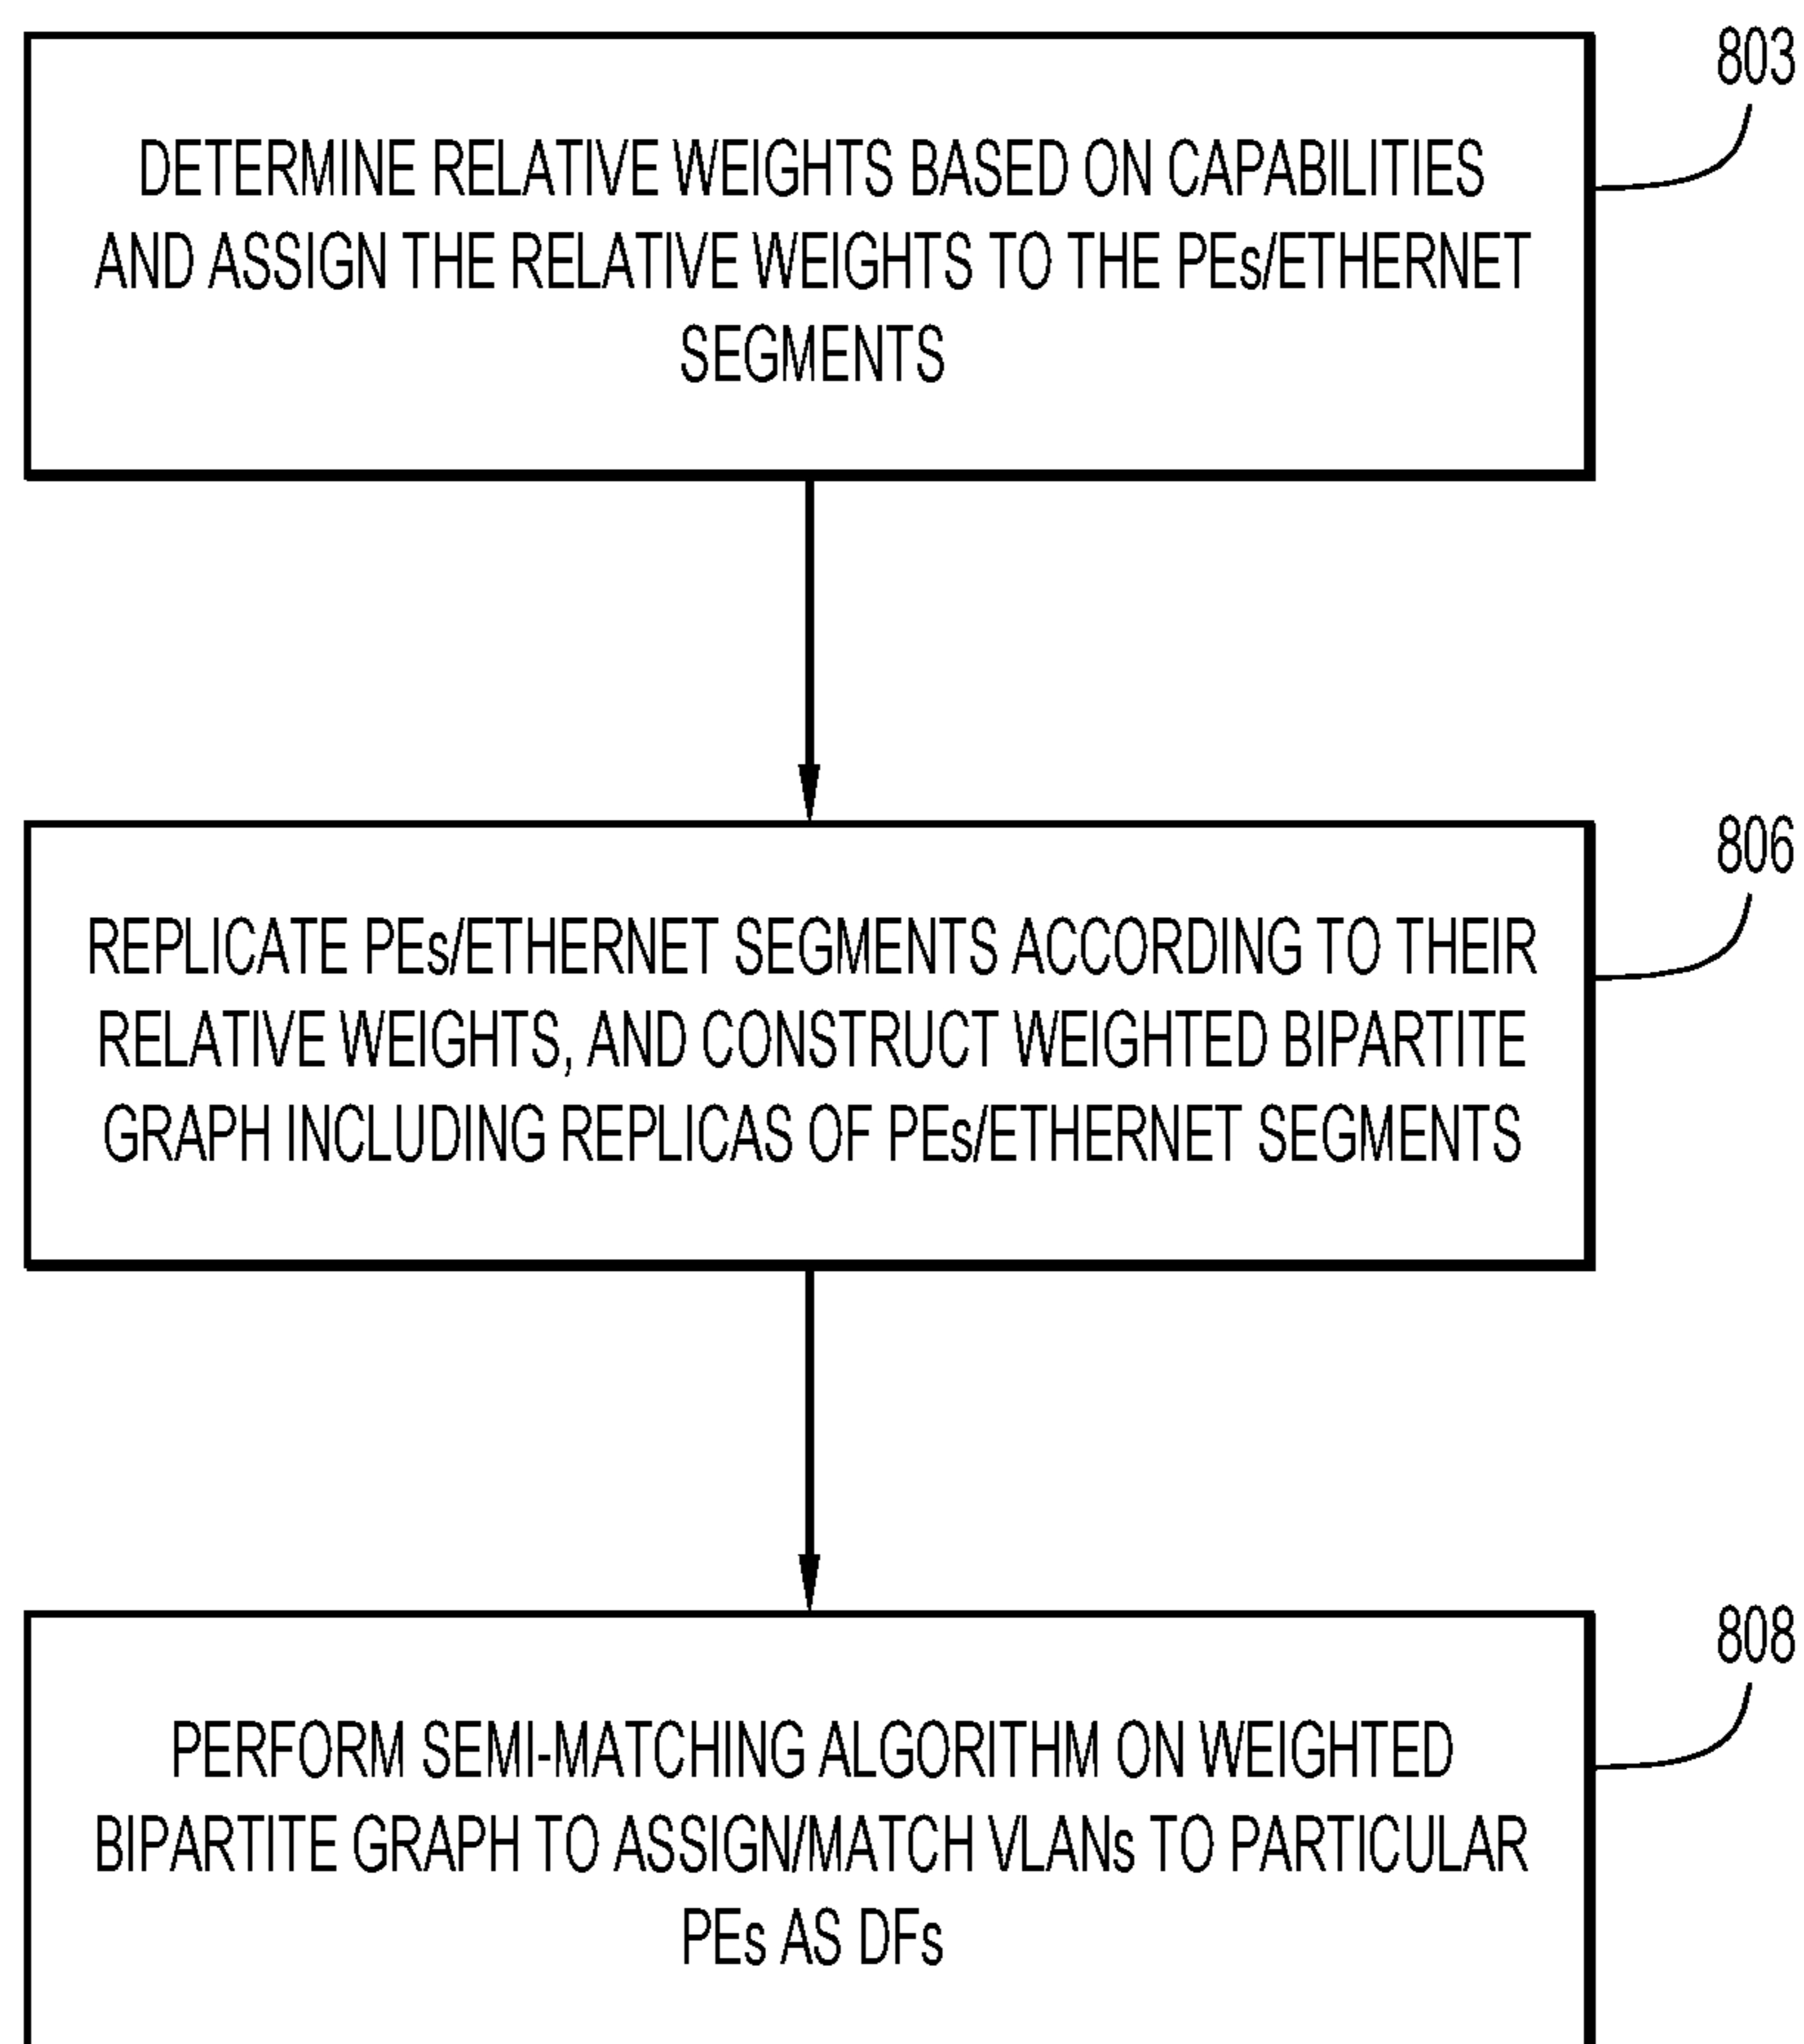 803
DETERMINE RELATIVE WEIGHTS BASED ON CAPABILITIES
AND ASSIGN THE RELATIVE WEIGHTS TO THE PEs/ETHERNET
SEGMENTS
806
REPLICATE PEs/ETHERNET SEGMENTS ACCORDING TO THEIR
RELATIVE WEIGHTS, AND CONSTRUCT WEIGHTED BIPARTITE
GRAPH INCLUDING REPLICAS OF PEs/ETHERNET SEGMENTS
808
PERFORM SEMI-MATCHING ALGORITHM ON WEIGHTED
BIPARTITE GRAPH TO ASSIGN/MATCH VLANs TO PARTICULAR
PEs AS DFs